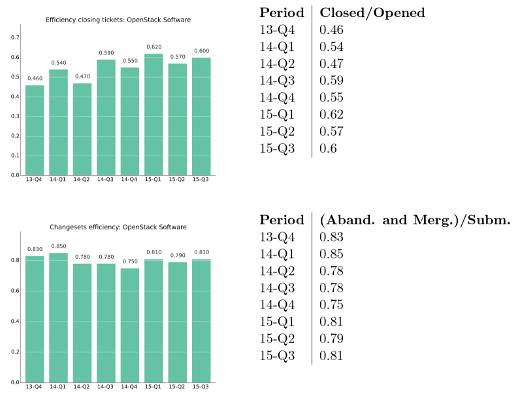 Efficiency closing tickets: OpenStack Software
0.7
0.6
0.5
0.4
0.3
0.2
0.1
0.0
0.460
0.540
0.470
0.590
0.550
0.620
0.570
0.600
13-Q4
14-Q1
14-Q2
14-Q3
14-Q4
15-Q1
15-Q2
15-Q3
Period Closed/Opened
13-Q4 0.46
14-Q1 0.54
14-Q2 0.47
14-Q3 0.59
14-Q4 0.55
15-Q1 0.62
15-Q2 0.57
15-Q3 0.6
Changesets efficiency: OpenStack Software
0.8
0.6
0.4
0.2
0.0
0.830
0.850
0.780
0.780
0.750
0.810
0.790
0.810
13-Q4
14-Q1
14-Q2
14-Q3
14-Q4
15-Q1
15-Q2
15-Q3
Period (Aband. and Merg.)/Subm.
13-Q4 0.83
14-Q1 0.85
14-Q2 0.78
14-Q3 0.78
14-Q4 0.75
15-Q1 0.81
15-Q2 0.79
15-Q3 0.81